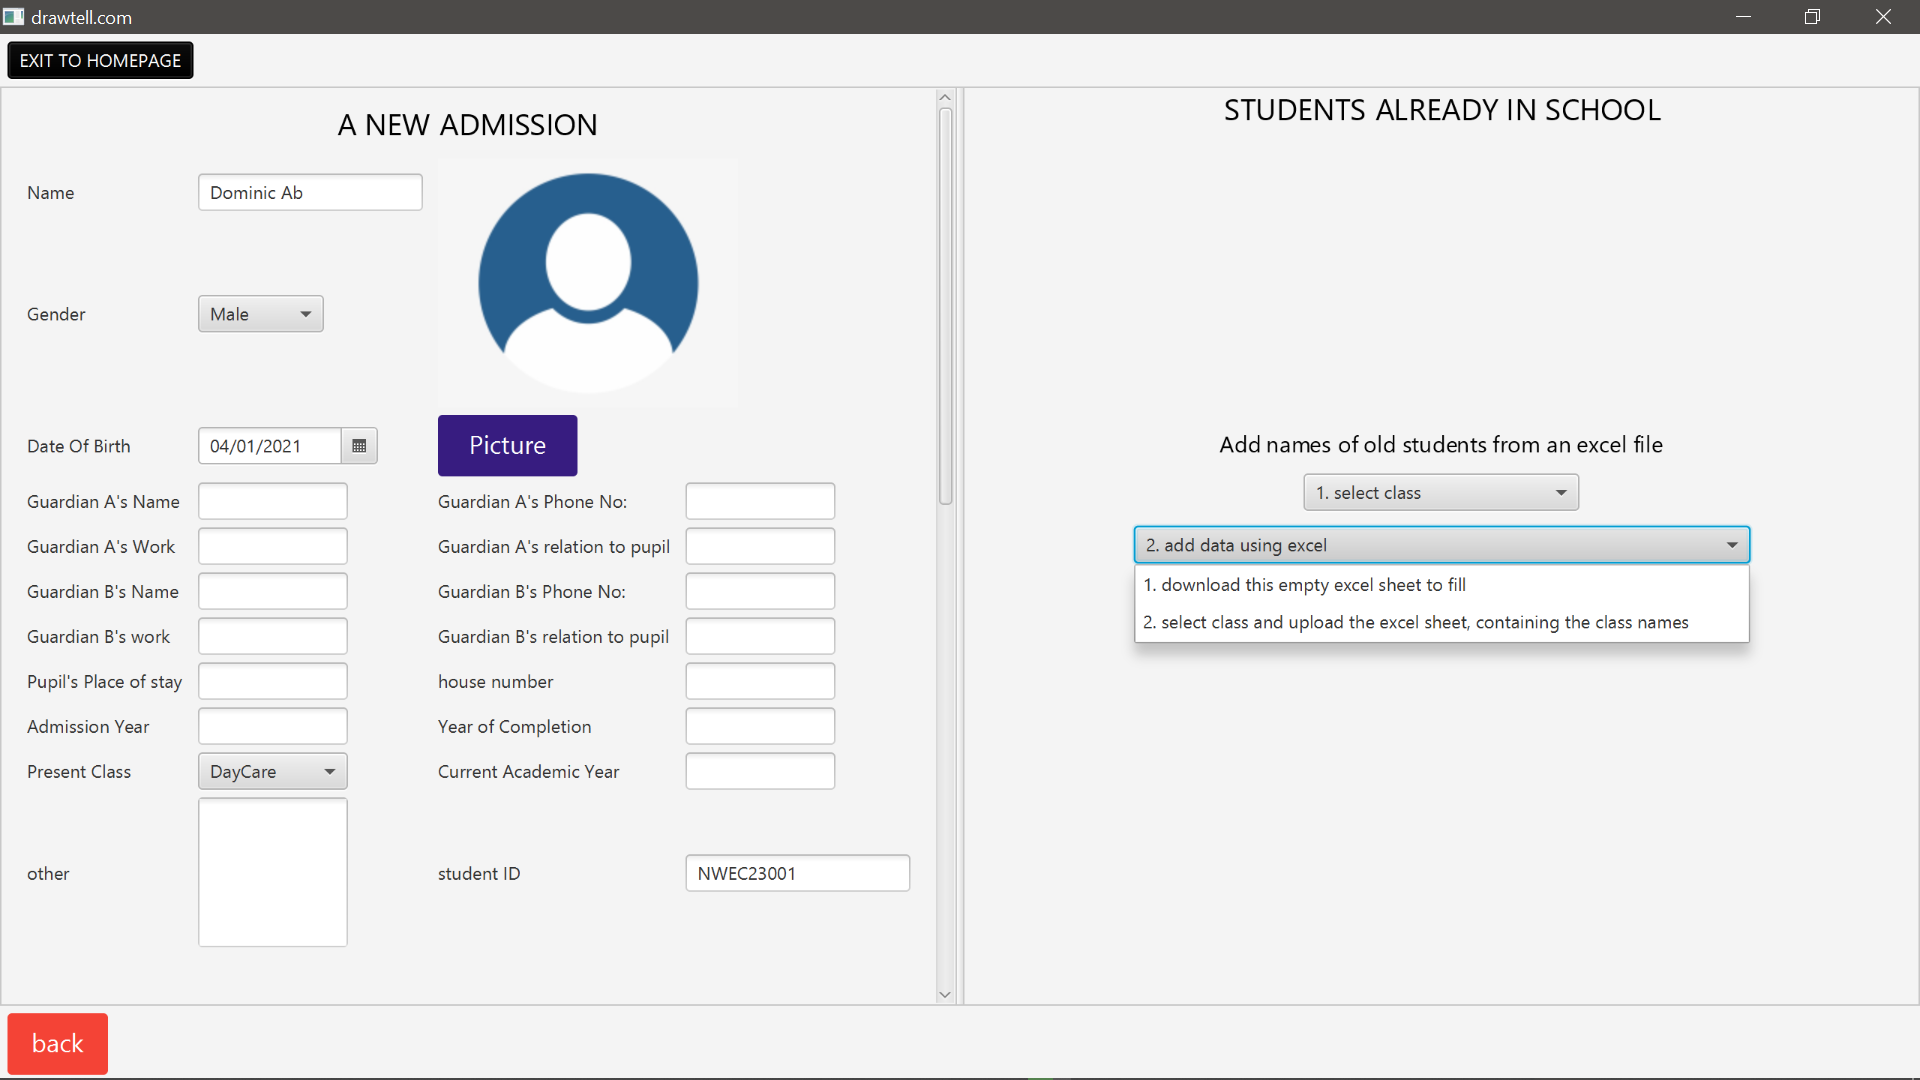 drawtell.com
EXIT TO HOMEPAGE
A NEW ADMISSION
Name
Dominic Ab
Gender
Male
Date Of Birth
04/01/2021
Picture
Guardian A's Name
Guardian A's Phone No:
Guardian A's Work
Guardian A's relation to pupil
Guardian B's Name
Guardian B's Phone No:
Guardian B's work
Guardian B's relation to pupil
Pupil's Place of stay
house number
Admission Year
Year of Completion
Present Class
DayCare
Current Academic Year
other
student ID
NWEC23001
STUDENTS ALREADY IN SCHOOL
Add names of old students from an excel file
1. select class
2. add data using excel
1. download this empty excel sheet to fill
2. select class and upload the excel sheet, containing the class names
back